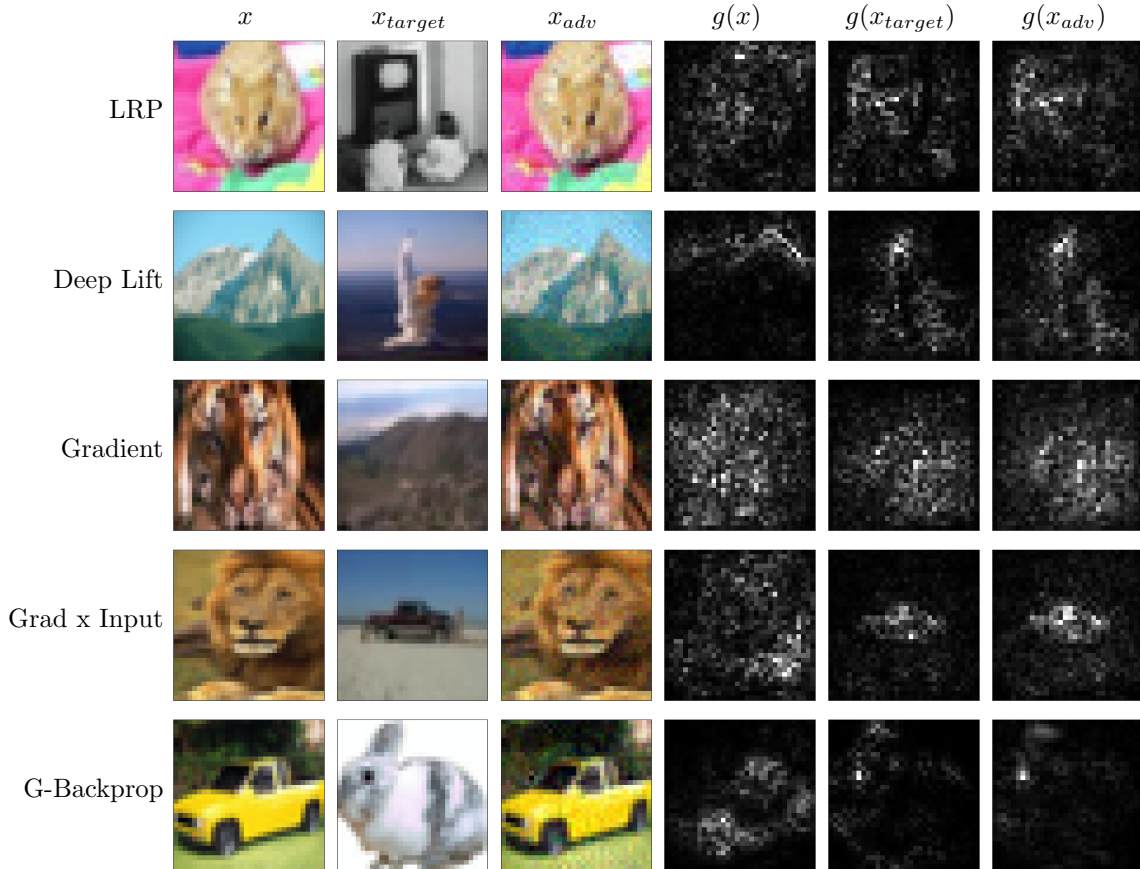 x x_target x_adv g(x) g(x_target) g(x_adv)
LRP
Deep Lift
Gradient
Grad x Input
G-Backprop